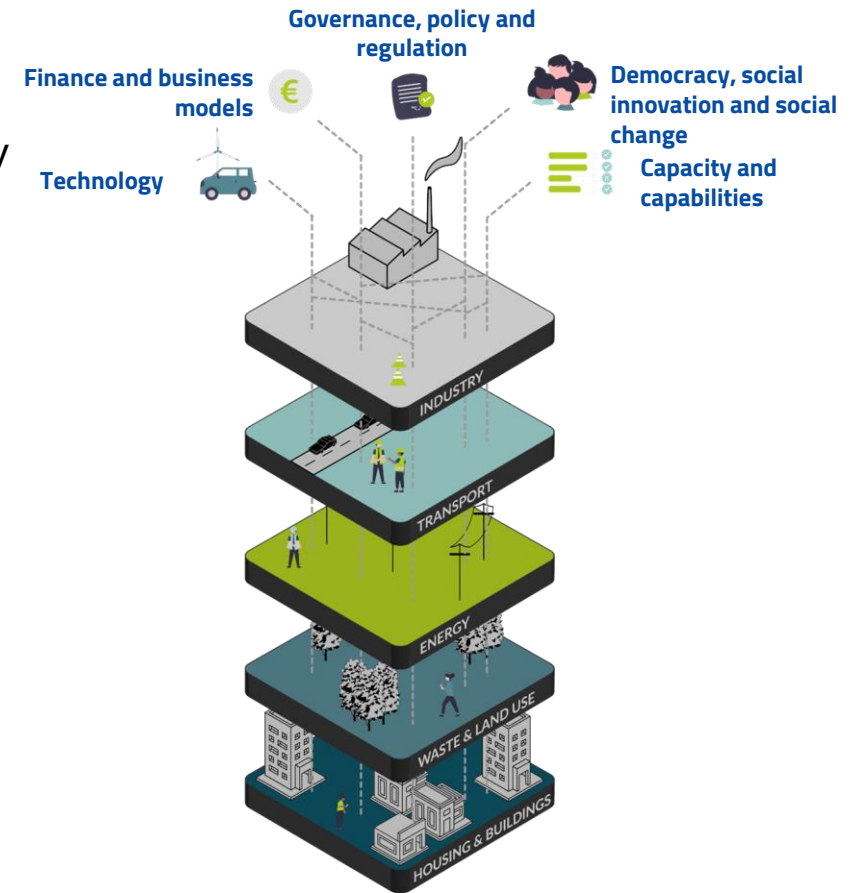 Governance, policy and
regulation
Finance and business
models
Democracy, social
innovation and social
change
y
Technology
Capacity and
capabilities
€
INDUSTRY
TRANSPORT
ENERGY
WASTE & LAND USE
HOUSING & BUILDINGS